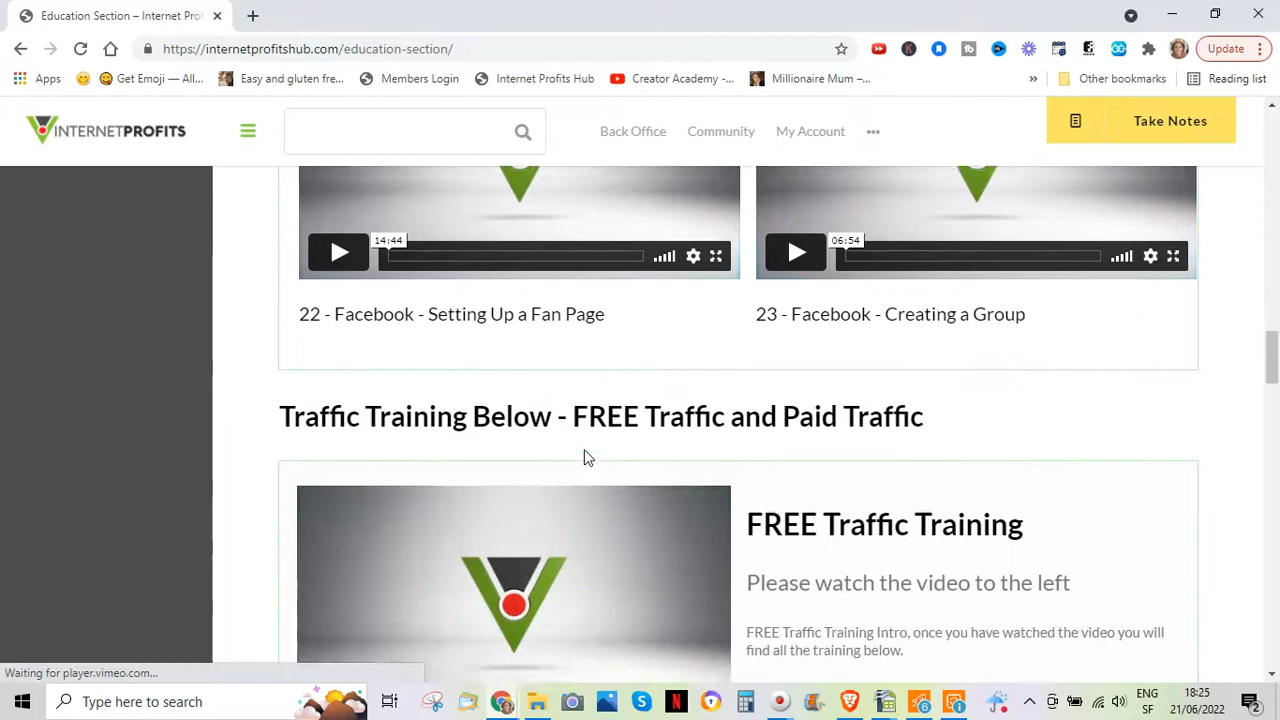 Education Section – Internet Prof
https://internetprofitshub.com/education-section/
Update
Apps
Get Emoji — All...
Easy and gluten fre...
Members Login
Internet Profits Hub
Creator Academy -...
Millionaire Mum –...
»
Other bookmarks
Reading list
INTERNETPROFITS
Back Office
Community
My Account
Take Notes
14:44
06:54
22 - Facebook - Setting Up a Fan Page
23 - Facebook - Creating a Group
Traffic Training Below - FREE Traffic and Paid Traffic
FREE Traffic Training
Please watch the video to the left
FREE Traffic Training Intro, once you have watched the video you will
find all the training below.
Waiting for player.vimeo.com...
Type here to search
ENG
SF
8:25
21/06/2022